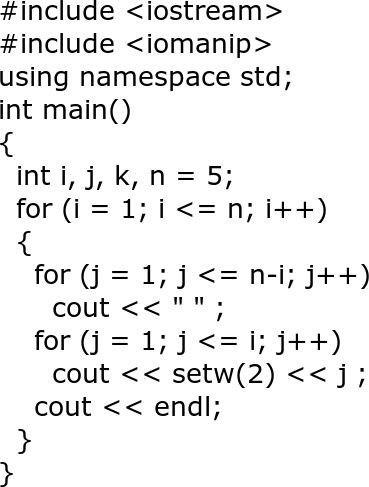 #include <iostream>
#include <iomanip>
using namespace std;
int main()
{
  int i, j, k, n = 5;
  for (i = 1; i <= n; i++)
  {
    for (j = 1; j <= n-i; j++)
      cout << " " ;
    for (j = 1; j <= i; j++)
      cout << setw(2) << j ;
    cout << endl;
  }
}